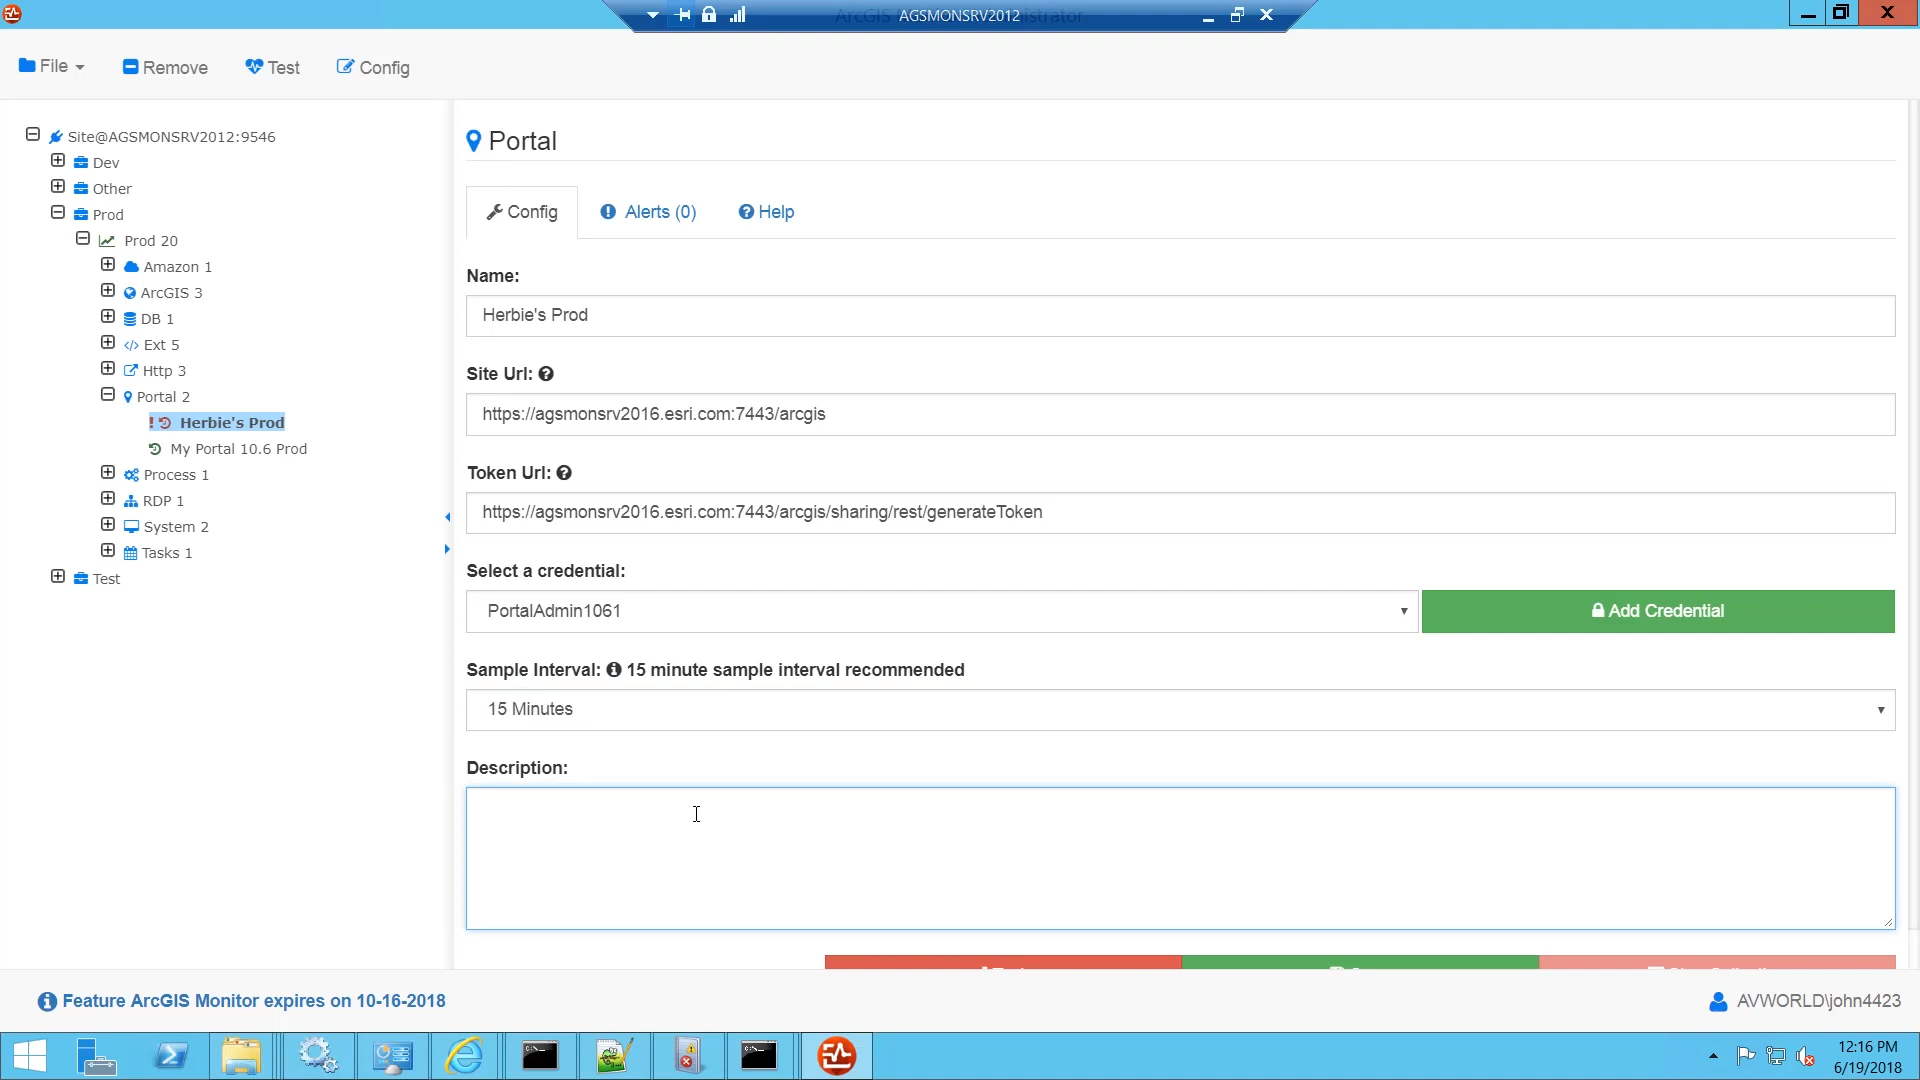 AGSMONSRV2012
File
Remove
Test
Config
Site@AGSMONSRV2012:9546
Dev
Other
Prod
Prod 20
Amazon 1
ArcGIS 3
DB 1
Ext 5
Http 3
Portal 2
Herbie's Prod
My Portal 10.6 Prod
Process 1
RDP 1
System 2
Tasks 1
Test
Portal
Config
Alerts (0)
Help
Name:
Herbie's Prod
Site Url:
https://agsmonsrv2016.esri.com:7443/arcgis
Token Url:
https://agsmonsrv2016.esri.com:7443/arcgis/sharing/rest/generateToken
Select a credential:
PortalAdmin1061
Add Credential
Sample Interval: 15 minute sample interval recommended
15 Minutes
Description:
Feature ArcGIS Monitor expires on 10-16-2018
AVWORLD\john4423
12:16 PM
6/19/2018